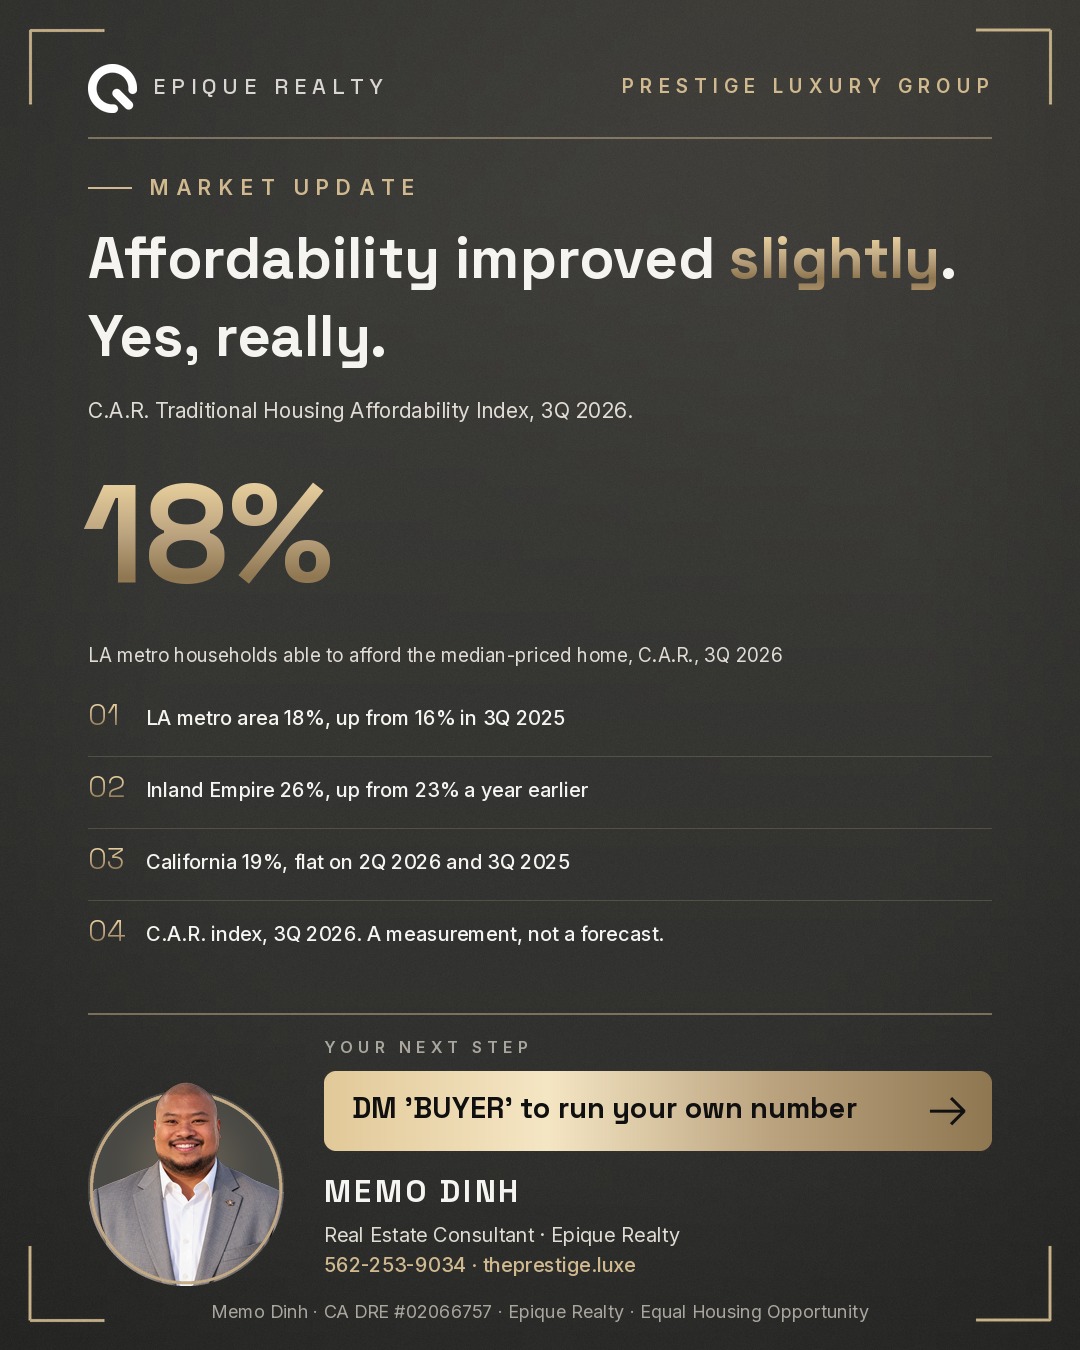 EPIQUE REALTY
PRESTIGE LUXURY GROUP
MARKET UPDATE
Affordability improved slightly.
Yes, really.
C.A.R. Traditional Housing Affordability Index, 3Q 2026.
18%
LA metro households able to afford the median-priced home, C.A.R., 3Q 2026
01 LA metro area 18%, up from 16% in 3Q 2025
02 Inland Empire 26%, up from 23% a year earlier
03 California 19%, flat on 2Q 2026 and 3Q 2025
04 C.A.R. index, 3Q 2026. A measurement, not a forecast.
YOUR NEXT STEP
DM ’BUYER’ to run your own number
MEMO DINH
Real Estate Consultant · Epique Realty
562-253-9034 · theprestige.luxe
Memo Dinh · CA DRE #02066757 · Epique Realty · Equal Housing Opportunity